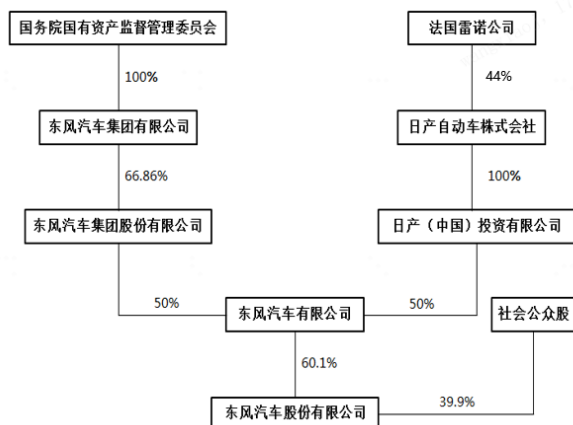 国务院国有资产监督管理委员会
法国雷诺公司
100%
44%
东风汽车集团有限公司
日产自动车株式会社
66.86%
100%
东风汽车集团股份有限公司
日产（中国）投资有限公司
50%
东风汽车有限公司
50%
社会公众股
60.1%
39.9%
东风汽车股份有限公司